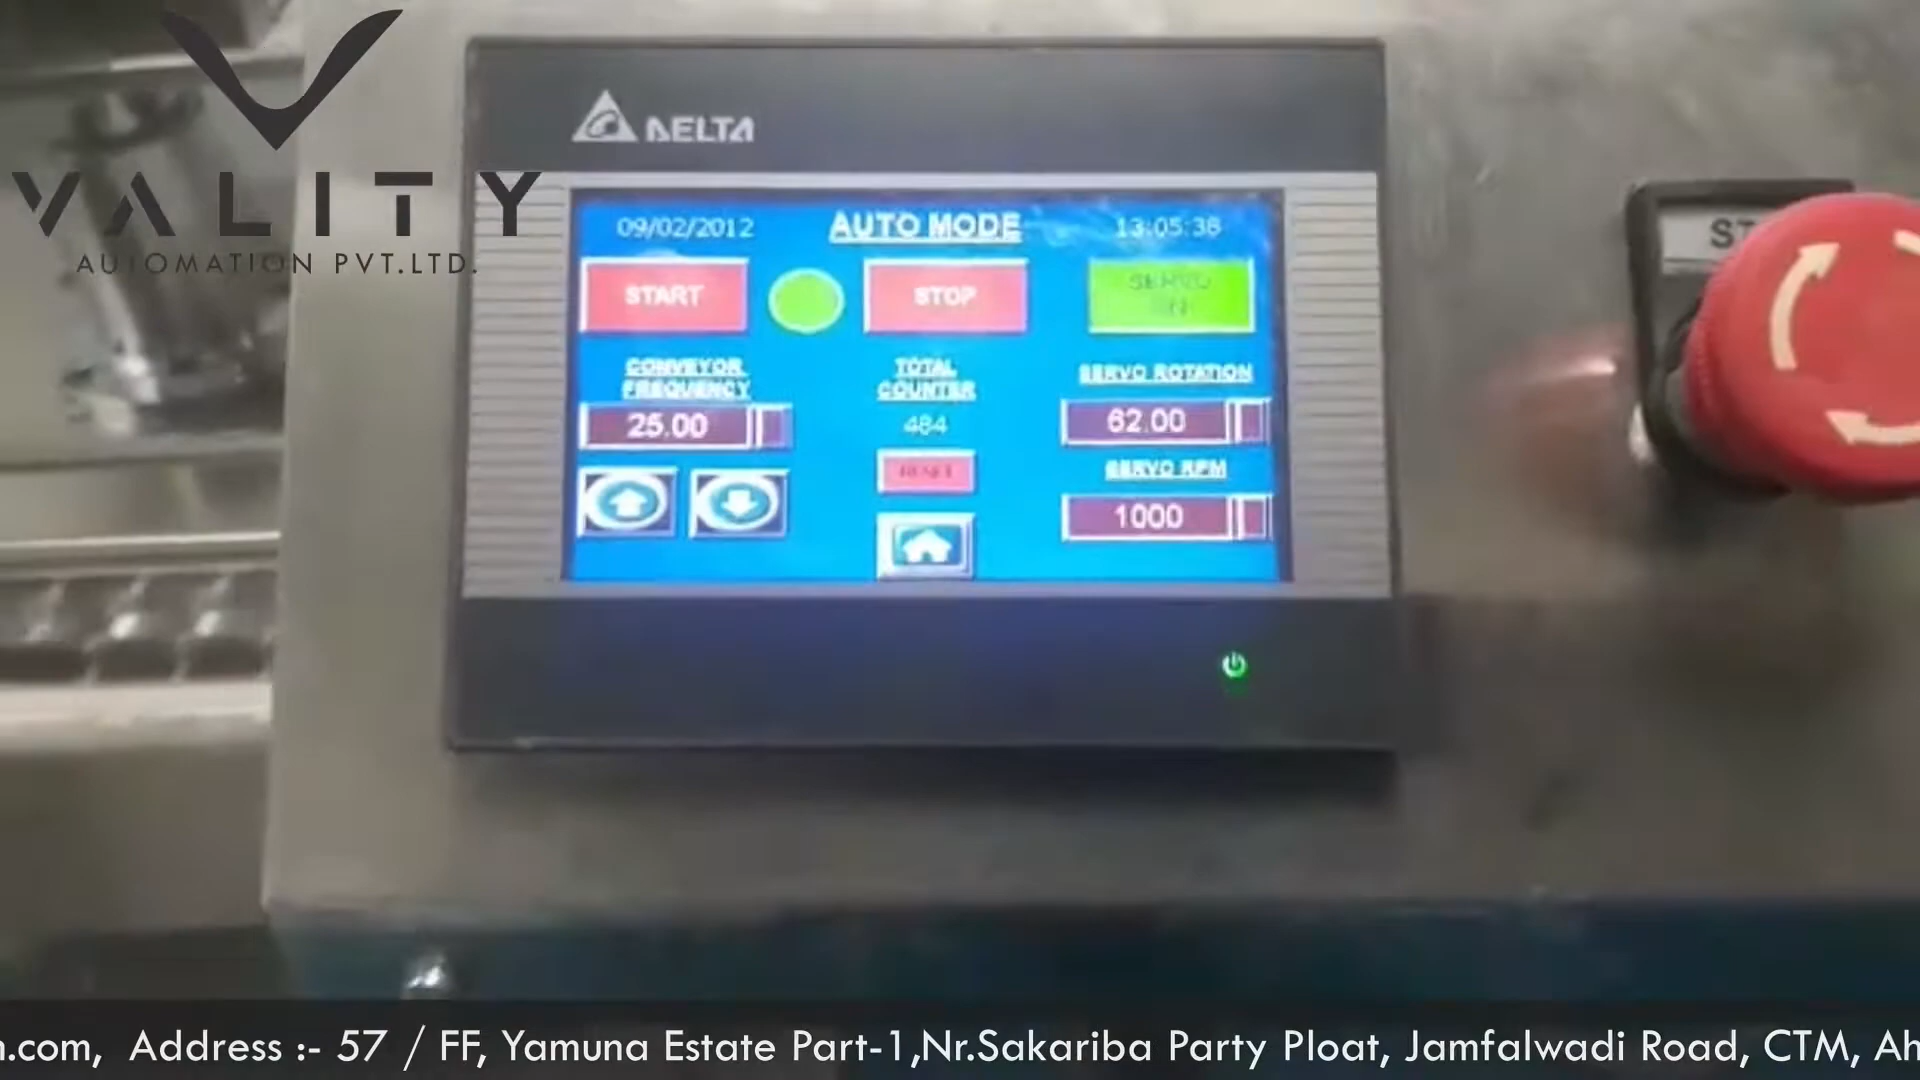 VALITY
AUTOMATION PVT.LTD.
DELTA
09/02/2012
AUTO MODE
13:05:38
START
STOP
SERVO
CONVEYOR
FREQUENCY
25.00
TOTAL
COUNTER
484
RESET
SERVO ROTATION
62.00
SERVO RPM
1000
ST
n.com, Address :- 57 / FF, Yamuna Estate Part-1,Nr.Sakariba Party Ploat, Jamfalwadi Road, CTM, Ah